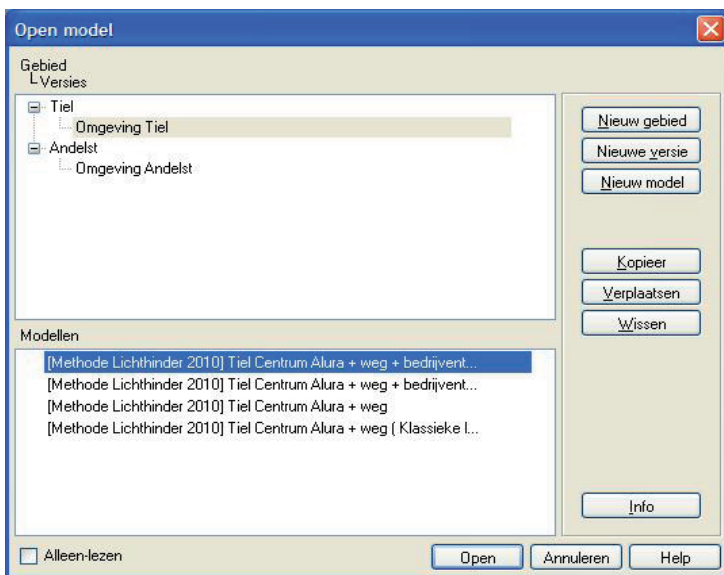 Open model
Gebied
Versies
Tiel
Omgeving Tiel
Andelst
Omgeving Andelst
Nieuw gebied
Nieuwe versie
Nieuw model
Kopieer
Verplaatsen
Wissen
Modellen
[Methode Lichthinder 2010] Tiel Centrum Alura + weg + bedrijvent...
[Methode Lichthinder 2010] Tiel Centrum Alura + weg + bedrijvent...
[Methode Lichthinder 2010] Tiel Centrum Alura + weg
[Methode Lichthinder 2010] Tiel Centrum Alura + weg ( Klassieke l...
Info
Alleen-lezen
Open
Annuleren
Help